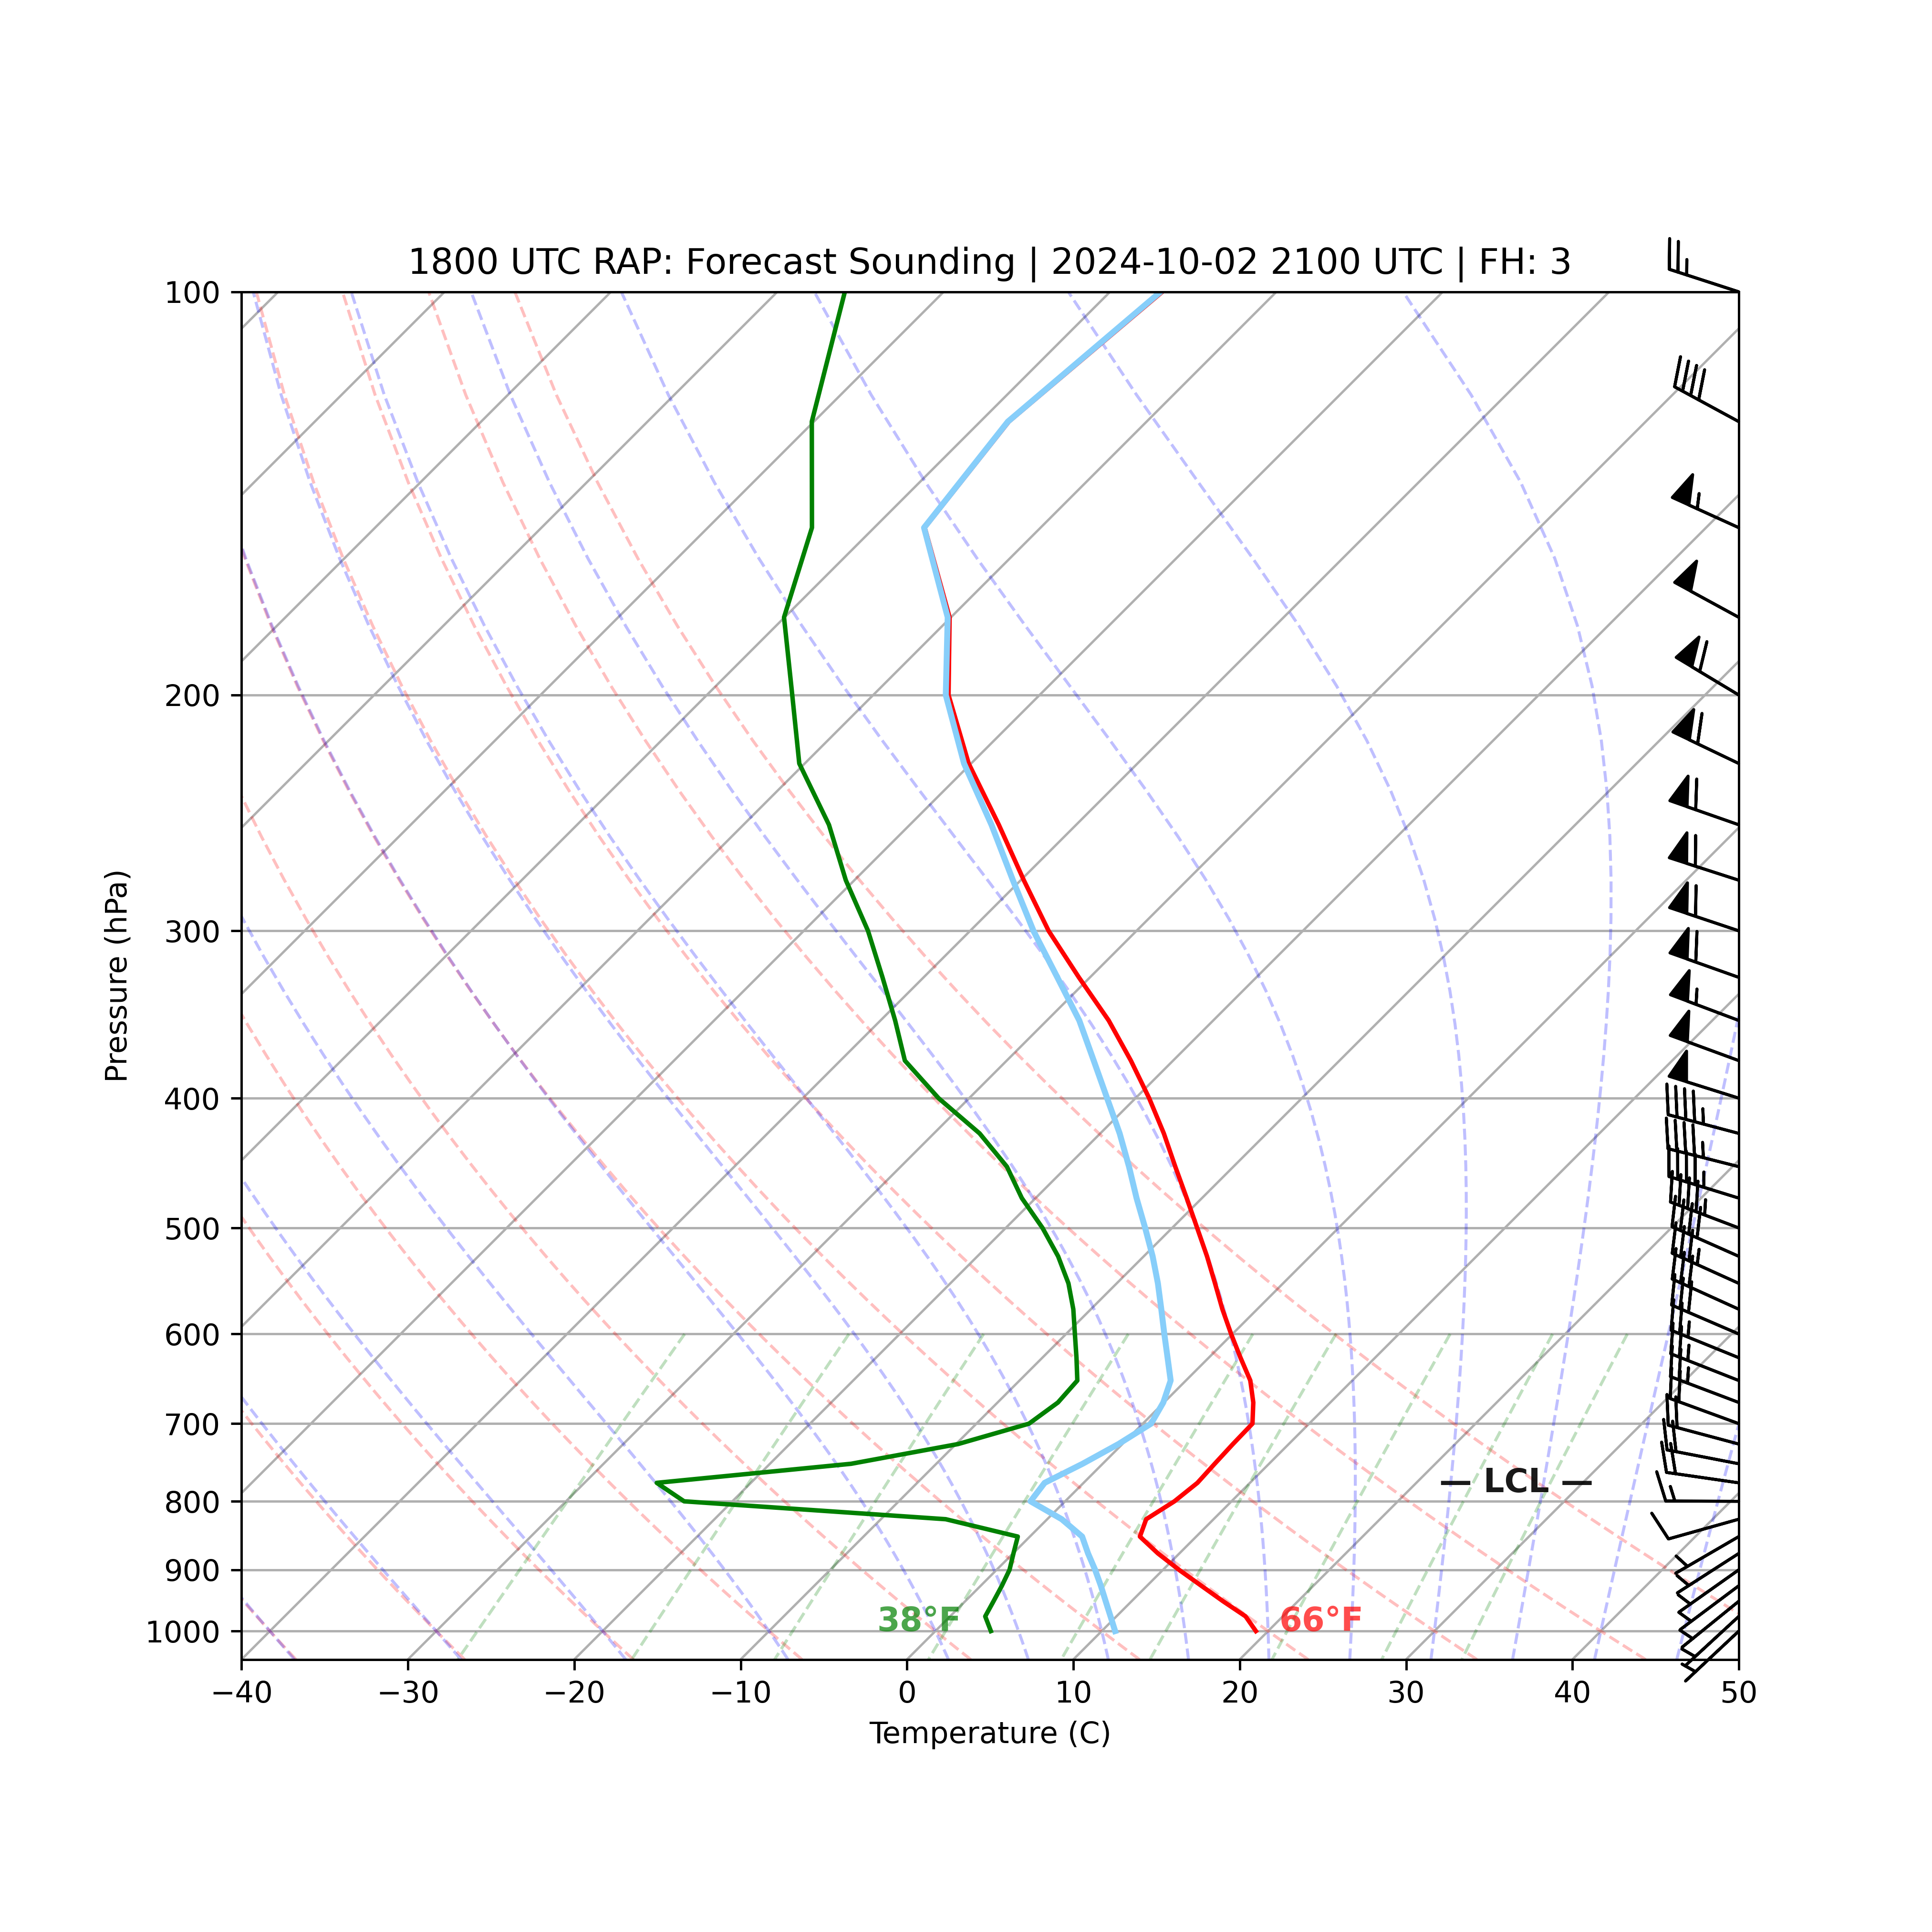 1800 UTC RAP: Forecast Sounding | 2024-10-02 2100 UTC | FH: 3
100
200
300
400
500
600
700
800
900
1000
Pressure (hPa)
— LCL —
38°F
66°F
−40 −30 −20 −10 0 10 20 30 40 50
Temperature (C)